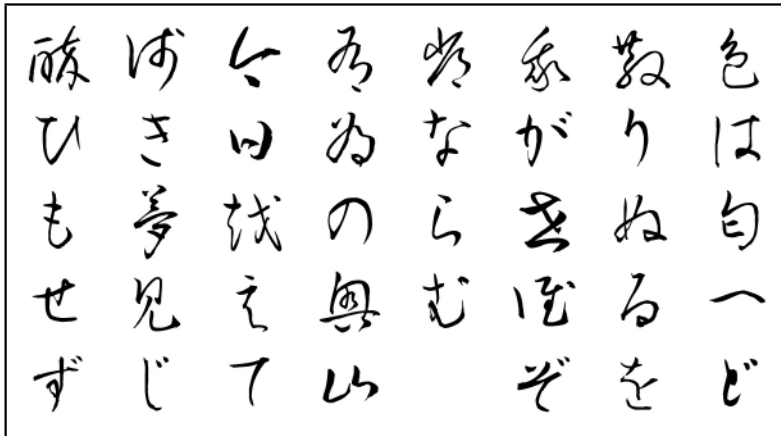 色は匂へど
散りぬるを
我が世誰ぞ
常ならむ
有為の奥山
今日越えて
浅き夢見じ
酔ひもせず